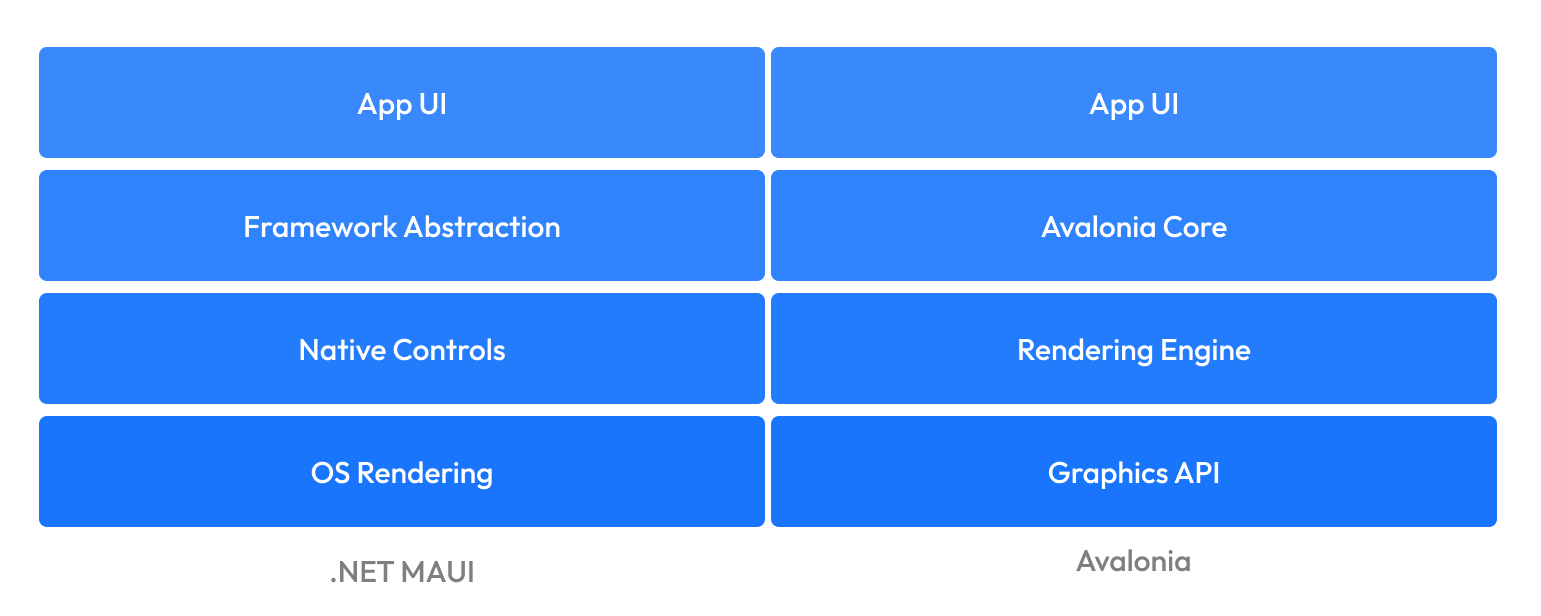 App UI
App UI
Framework Abstraction
Avalonia Core
Native Controls
Rendering Engine
OS Rendering
Graphics API
.NET MAUI
Avalonia